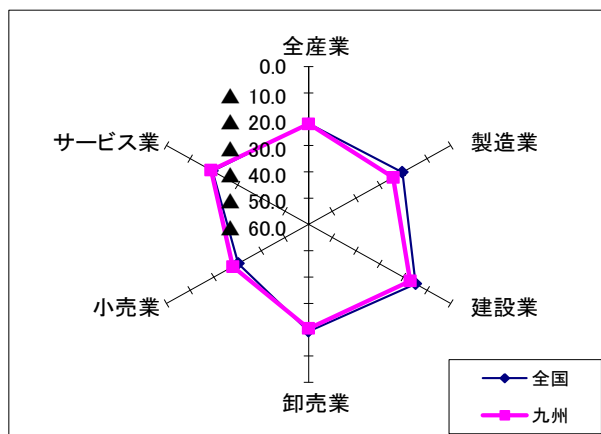 全産業
0.0
▲ 10.0
▲ 20.0
▲ 30.0
▲ 40.0
▲ 50.0
▲ 60.0
サービス業
製造業
小売業
建設業
卸売業
全国
九州